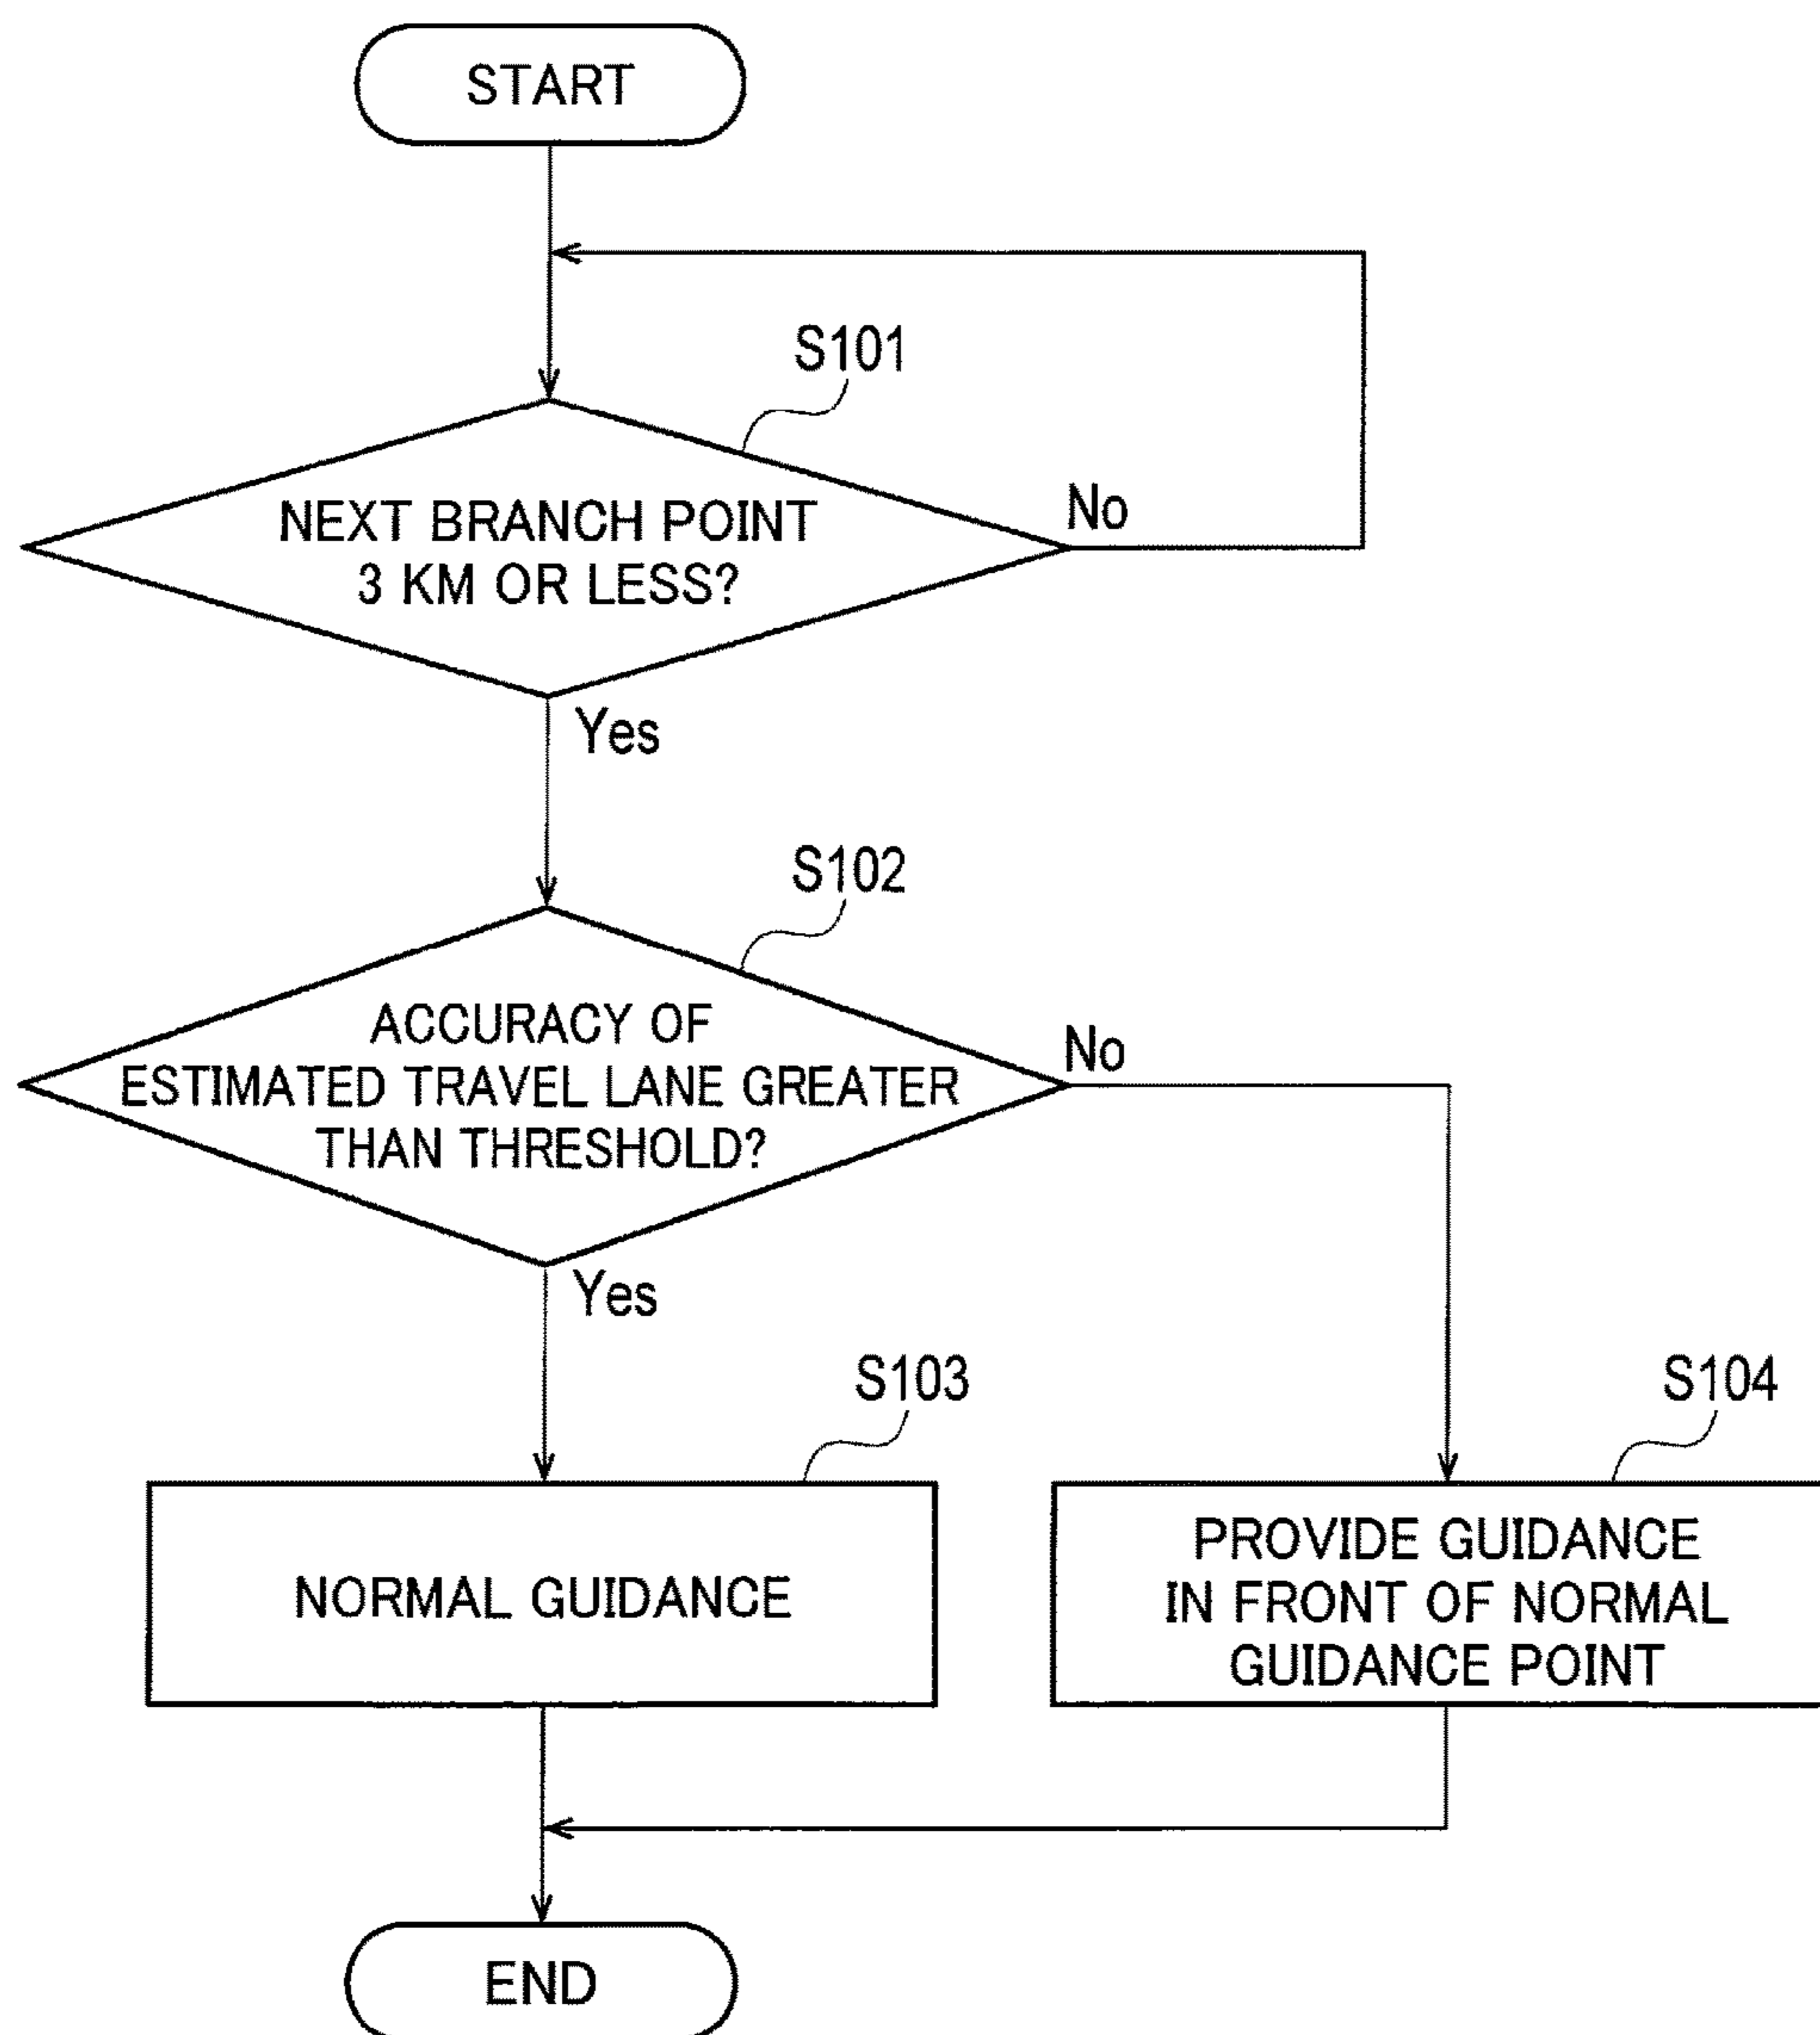 START
S101
NEXT BRANCH POINT
3 KM OR LESS?
No
Yes
S102
ACCURACY OF
ESTIMATED TRAVEL LANE GREATER
THAN THRESHOLD?
No
Yes
S103
NORMAL GUIDANCE
S104
PROVIDE GUIDANCE
IN FRONT OF NORMAL
GUIDANCE POINT
END